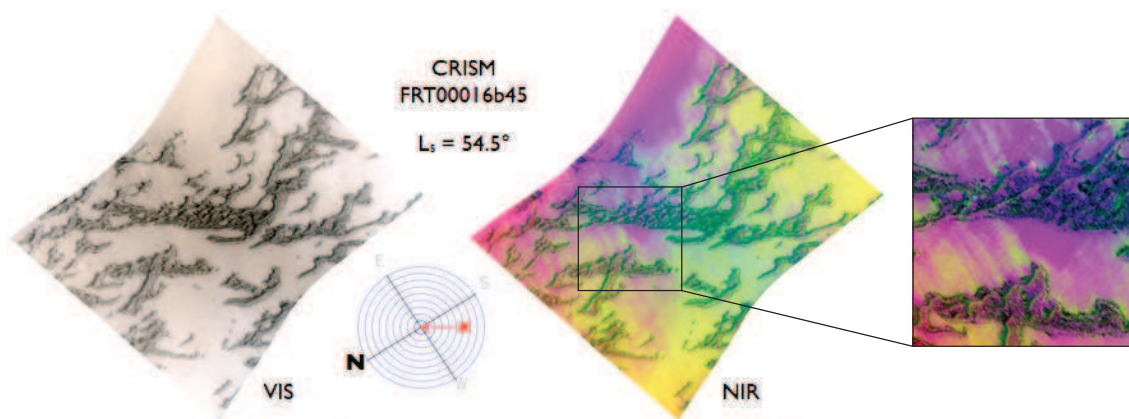 CRISM
FRT00016b45
Ls = 54.5°
E
S
N
W
VIS
NIR